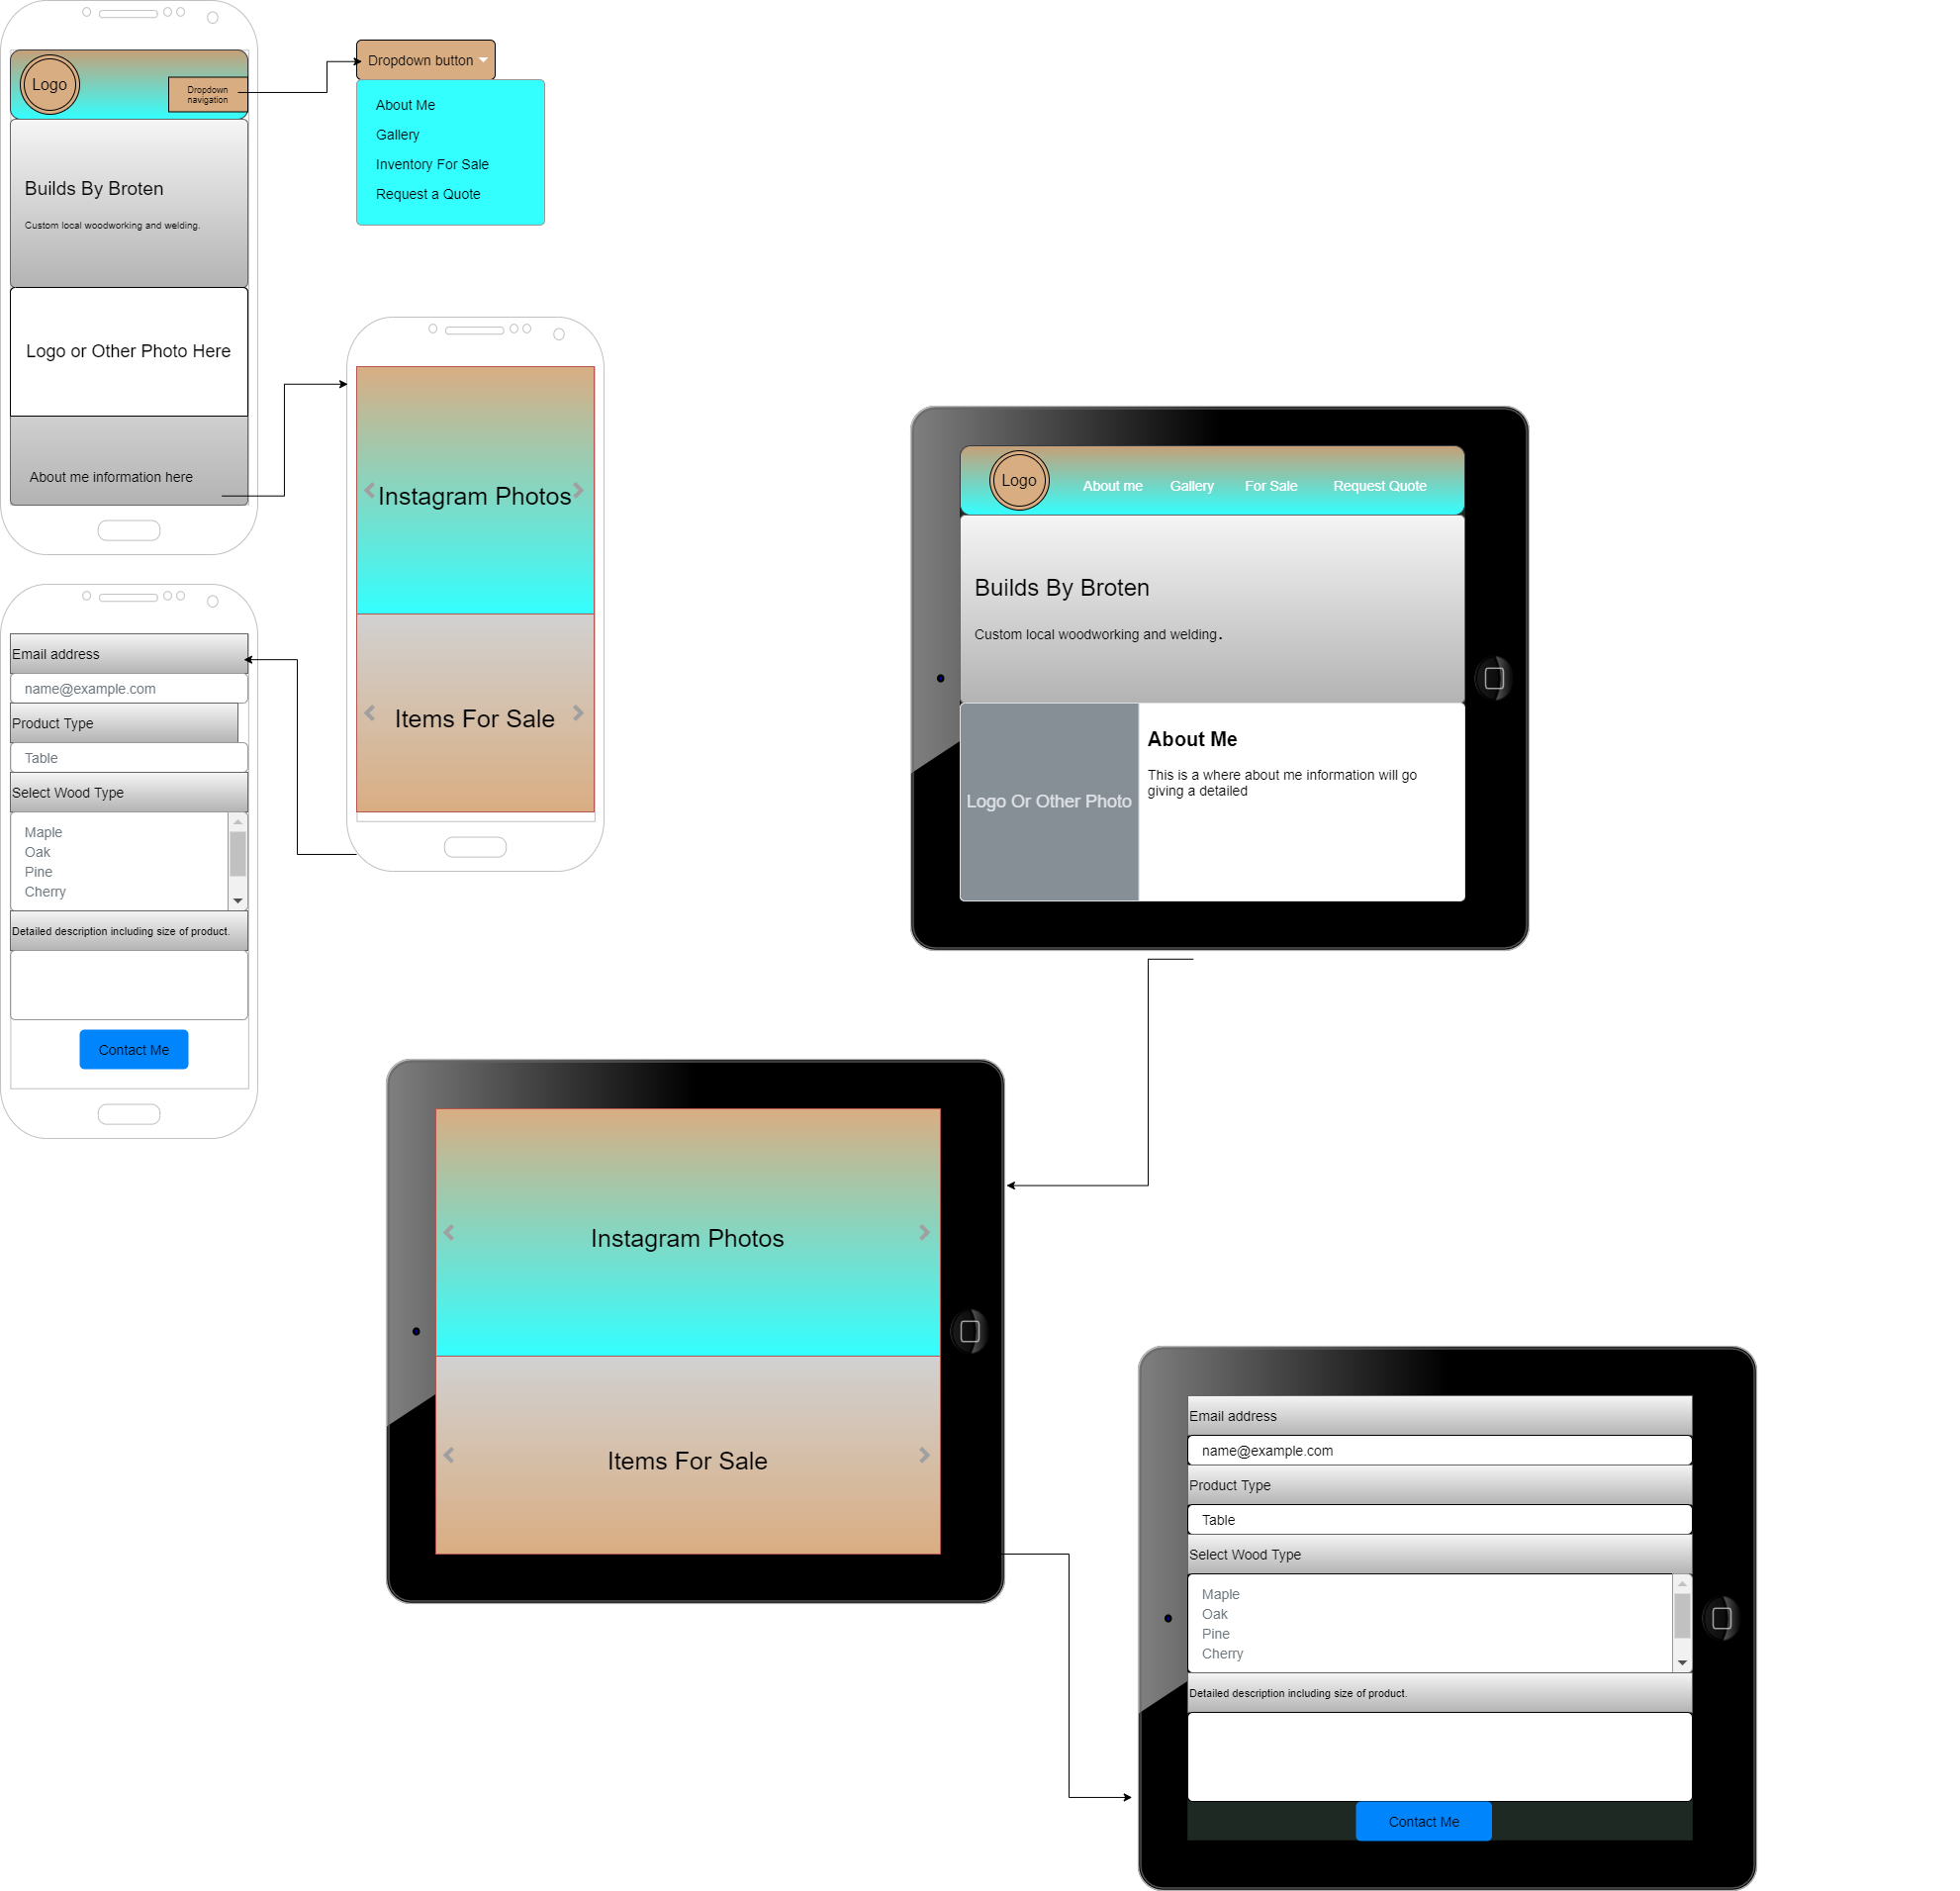 Logo
Dropdown
navigation
Builds By Broten
Custom local woodworking and welding.
Logo or Other Photo Here
About me information here
Dropdown button
About Me
Gallery
Inventory For Sale
Request a Quote
Instagram Photos
Items For Sale
Email address
name@example.com
Product Type
Table
Select Wood Type
Maple
Oak
Pine
Cherry
Detailed description including size of product.
Contact Me
Logo
About me
Gallery
For Sale
Request Quote
Builds By Broten
Custom local woodworking and welding.
Logo Or Other Photo
About Me
This is a where about me information will go
giving a detailed
Instagram Photos
Items For Sale
Email address
name@example.com
Product Type
Table
Select Wood Type
Maple
Oak
Pine
Cherry
Detailed description including size of product.
Contact Me